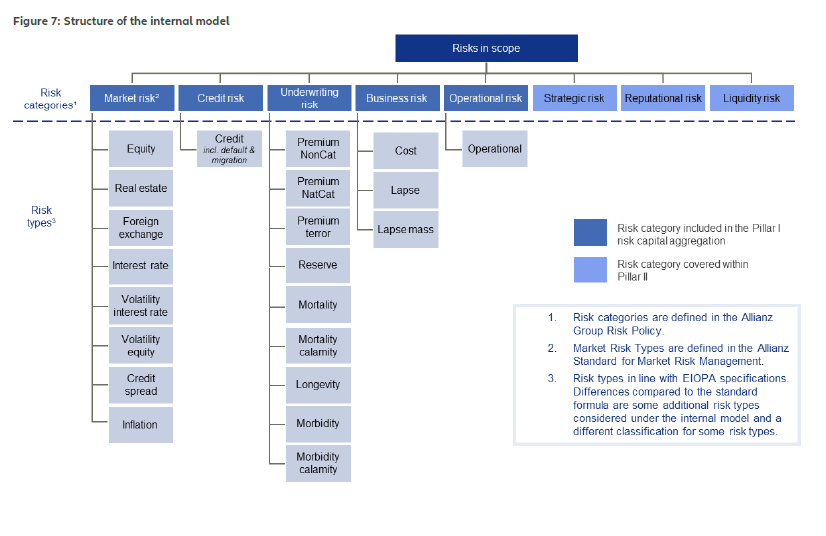 Figure 7: Structure of the internal model
Risks in scope
Risk
categories¹
Market risk²
Credit risk
Underwriting
risk
Business risk
Operational risk
Strategic risk
Reputational risk
Liquidity risk
Risk
types³
Equity
Real estate
Foreign
exchange
Interest rate
Volatility
interest rate
Volatility
equity
Credit
spread
Inflation
Credit
incl. default &
migration
Premium
NonCat
Premium
NatCat
Premium
terror
Reserve
Mortality
Mortality
calamity
Longevity
Morbidity
Morbidity
calamity
Cost
Lapse
Lapse mass
Operational
Risk category included in the Pillar I
risk capital aggregation
Risk category covered within
Pillar II
1. Risk categories are defined in the Allianz
Group Risk Policy.
2. Market Risk Types are defined in the Allianz
Standard for Market Risk Management.
3. Risk types in line with EIOPA specifications.
Differences compared to the standard
formula are some additional risk types
considered under the internal model and a
different classification for some risk types.